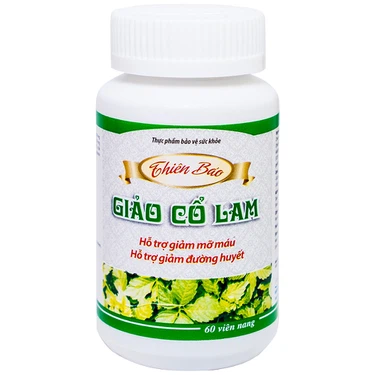 Thực phẩm bảo vệ sức khỏe
Thiên Bảo
GIẢO CỔ LAM
Hỗ trợ giảm mỡ máu
Hỗ trợ giảm đường huyết
60 viên nang